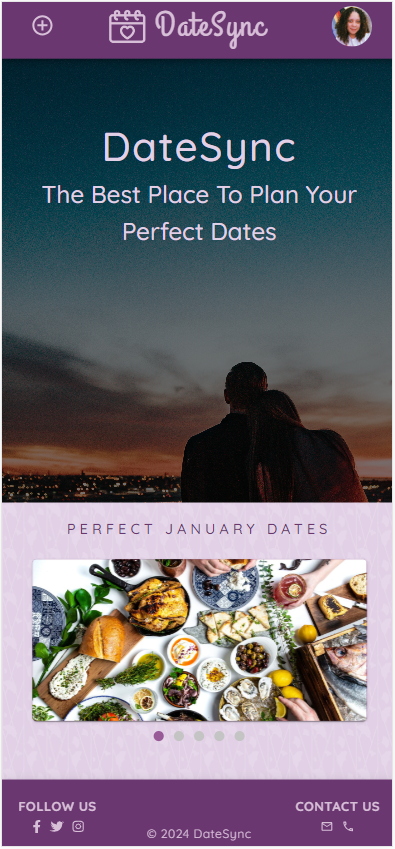 DateSync
DateSync
The Best Place To Plan Your
Perfect Dates
PERFECT JANUARY DATES
FOLLOW US
CONTACT US
© 2024 DateSync